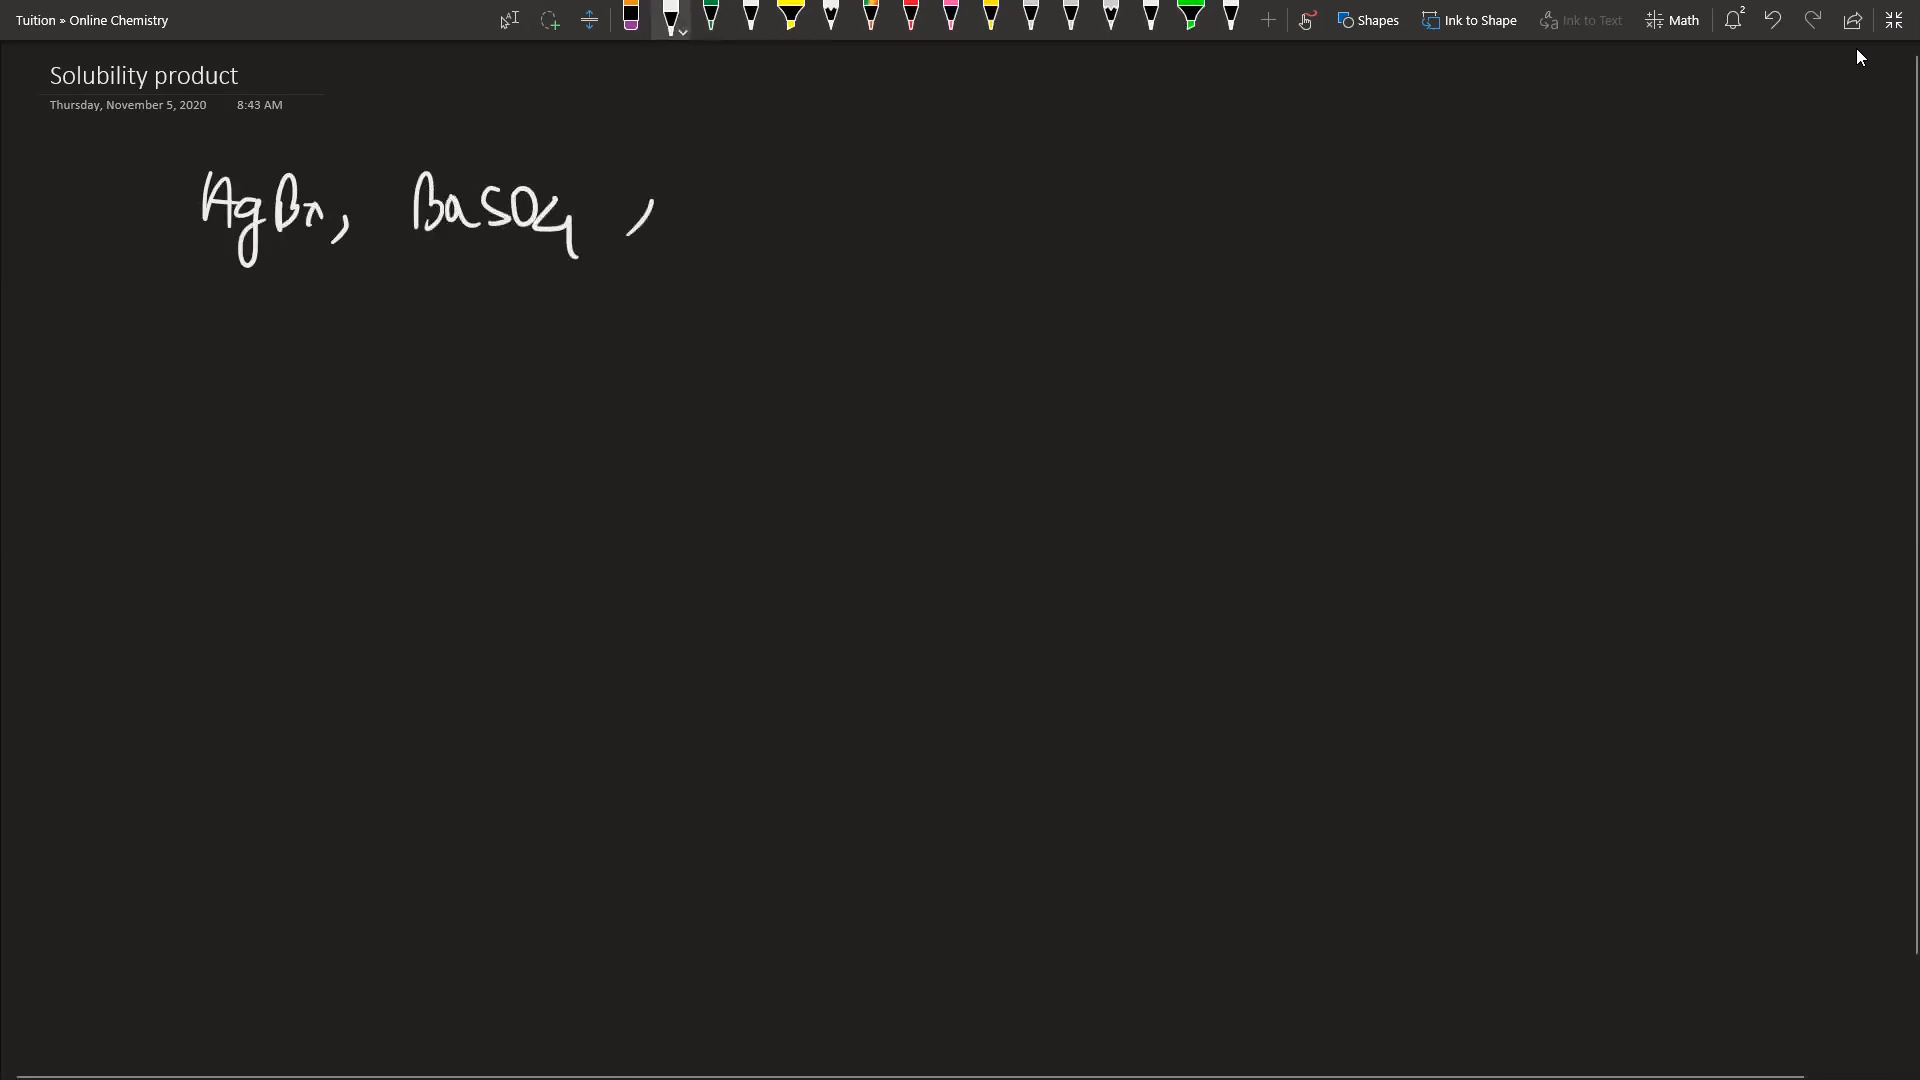 Tuition » Online Chemistry
Shapes
Ink to Shape
Ink to Text
Math
2
Solubility product
Thursday, November 5, 2020 8:43 AM
AgBr, BaSO4 ,